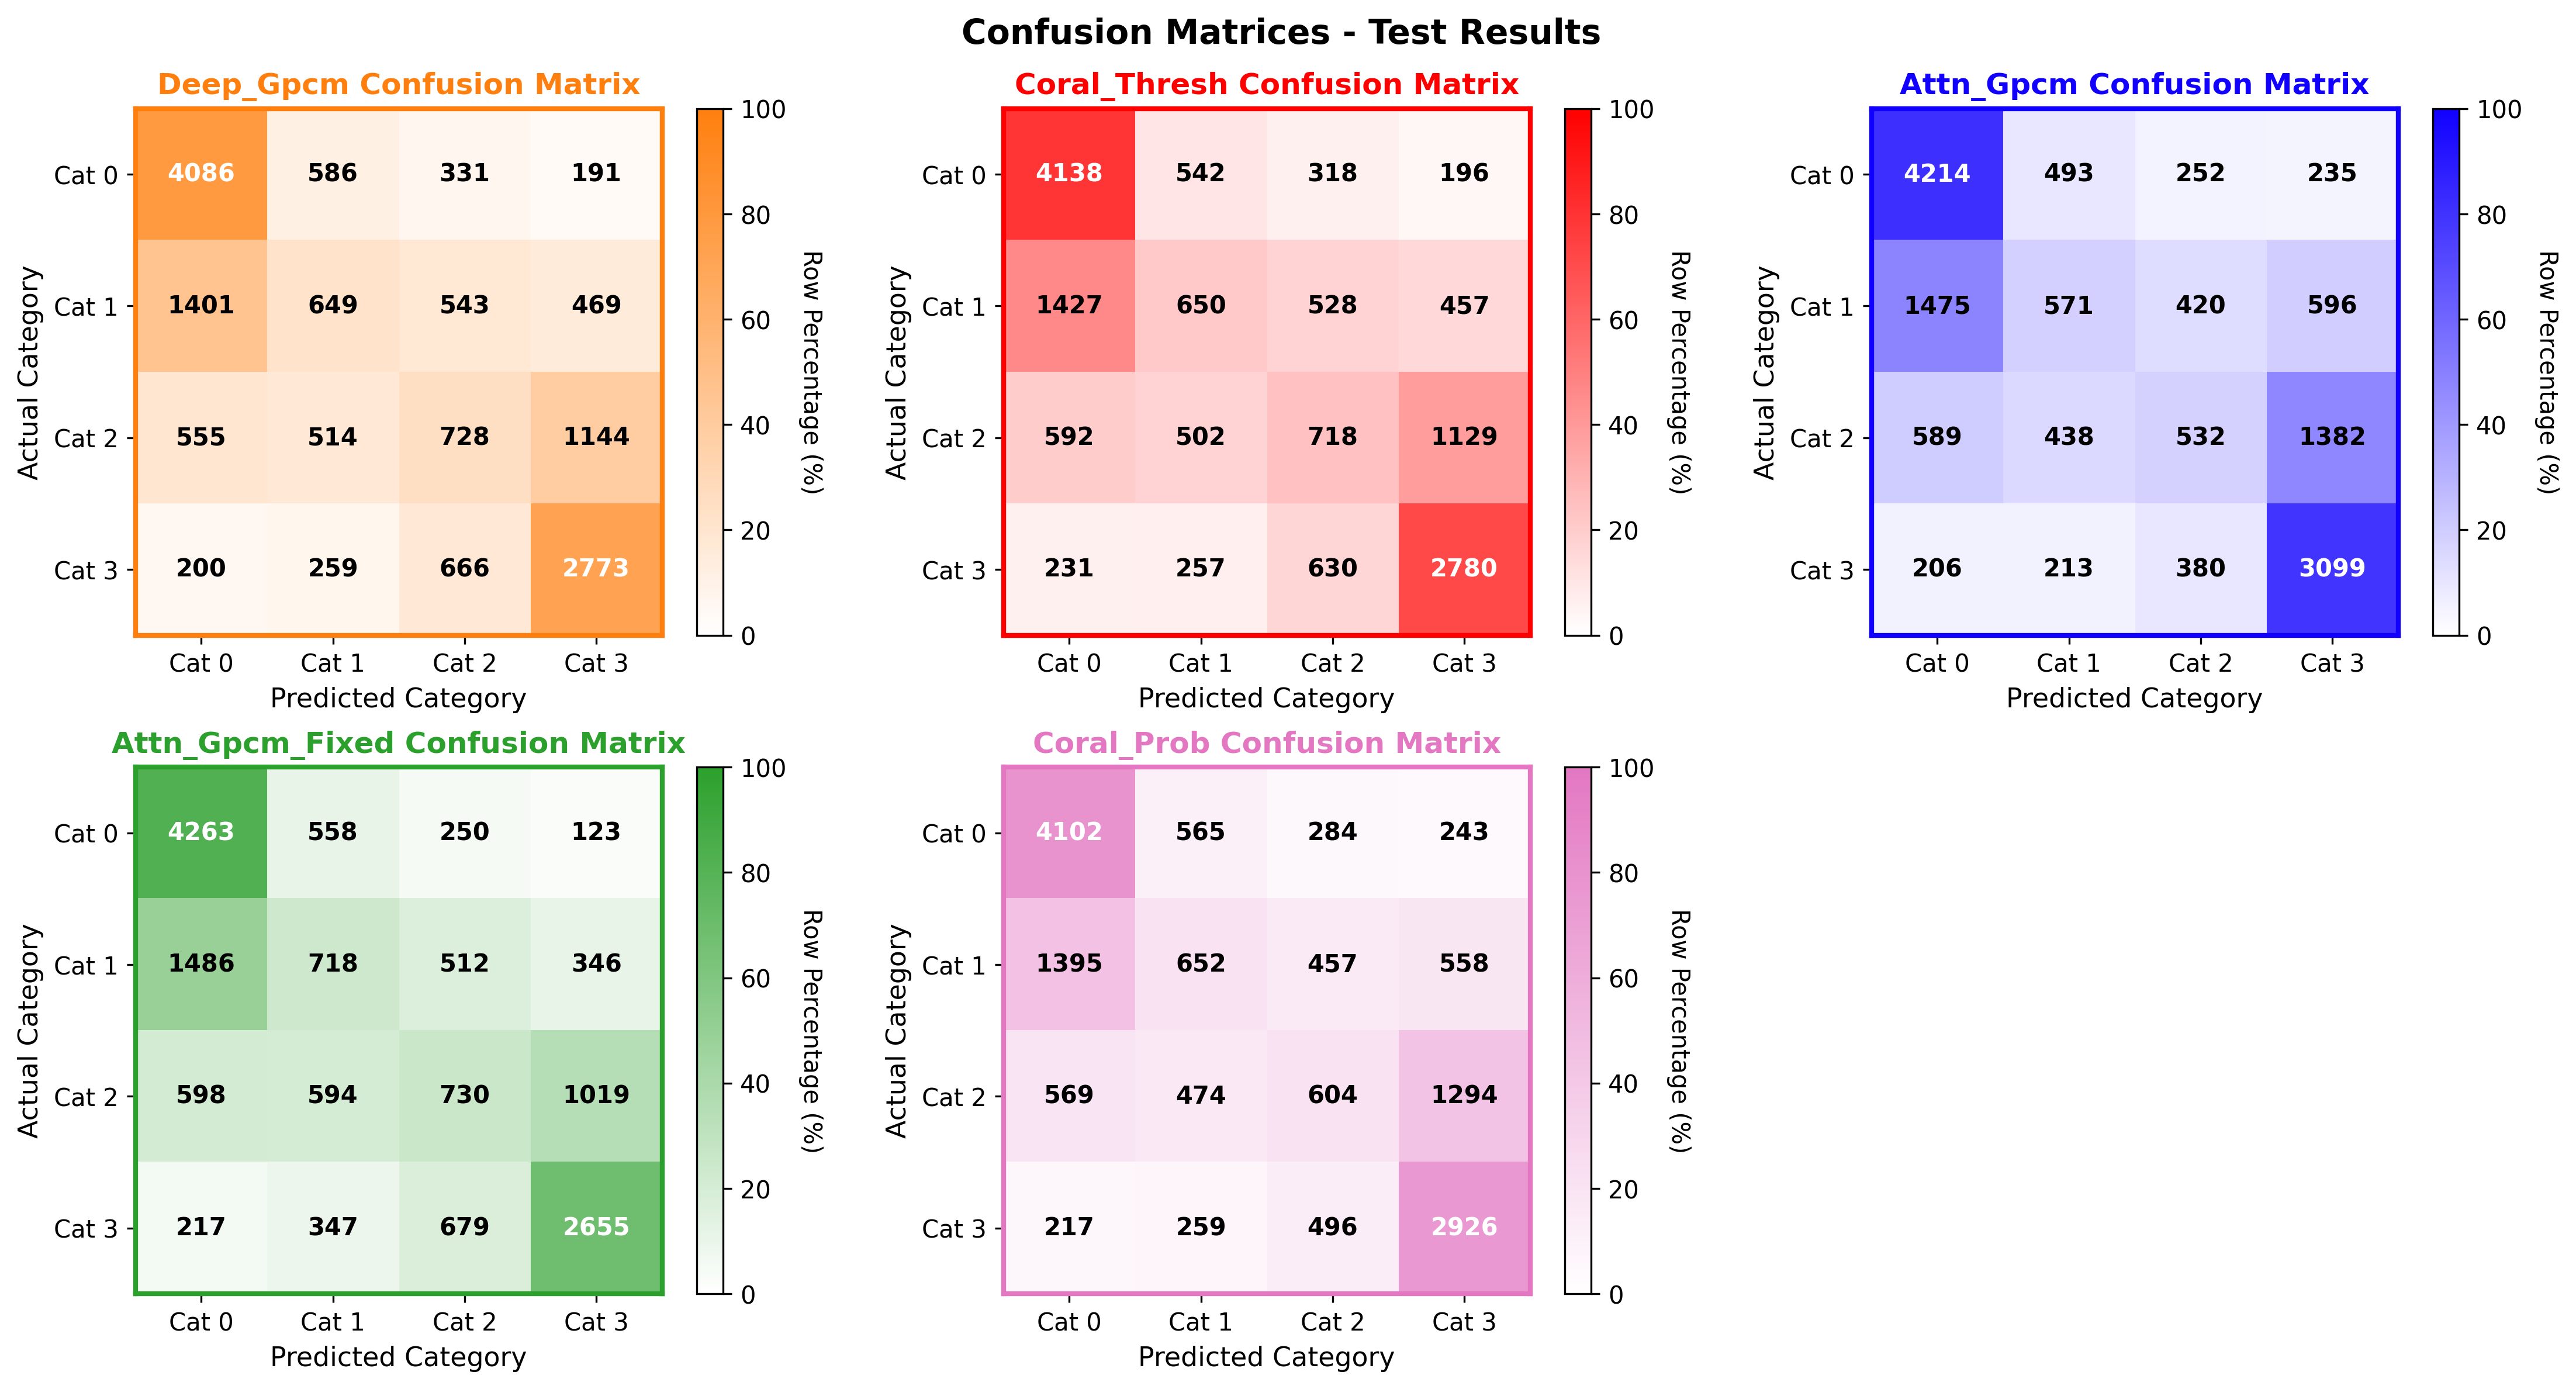 Confusion Matrices - Test Results
Deep_Gpcm Confusion Matrix
Actual Category
Cat 0 4086 586 331 191
Cat 1 1401 649 543 469
Cat 2 555 514 728 1144
Cat 3 200 259 666 2773
Cat 0 Cat 1 Cat 2 Cat 3
Predicted Category
100
80
60
40
20
0
Row Percentage (%)
Coral_Thresh Confusion Matrix
Actual Category
Cat 0 4138 542 318 196
Cat 1 1427 650 528 457
Cat 2 592 502 718 1129
Cat 3 231 257 630 2780
Cat 0 Cat 1 Cat 2 Cat 3
Predicted Category
100
80
60
40
20
0
Row Percentage (%)
Attn_Gpcm Confusion Matrix
Actual Category
Cat 0 4214 493 252 235
Cat 1 1475 571 420 596
Cat 2 589 438 532 1382
Cat 3 206 213 380 3099
Cat 0 Cat 1 Cat 2 Cat 3
Predicted Category
100
80
60
40
20
0
Row Percentage (%)
Attn_Gpcm_Fixed Confusion Matrix
Actual Category
Cat 0 4263 558 250 123
Cat 1 1486 718 512 346
Cat 2 598 594 730 1019
Cat 3 217 347 679 2655
Cat 0 Cat 1 Cat 2 Cat 3
Predicted Category
100
80
60
40
20
0
Row Percentage (%)
Coral_Prob Confusion Matrix
Actual Category
Cat 0 4102 565 284 243
Cat 1 1395 652 457 558
Cat 2 569 474 604 1294
Cat 3 217 259 496 2926
Cat 0 Cat 1 Cat 2 Cat 3
Predicted Category
100
80
60
40
20
0
Row Percentage (%)